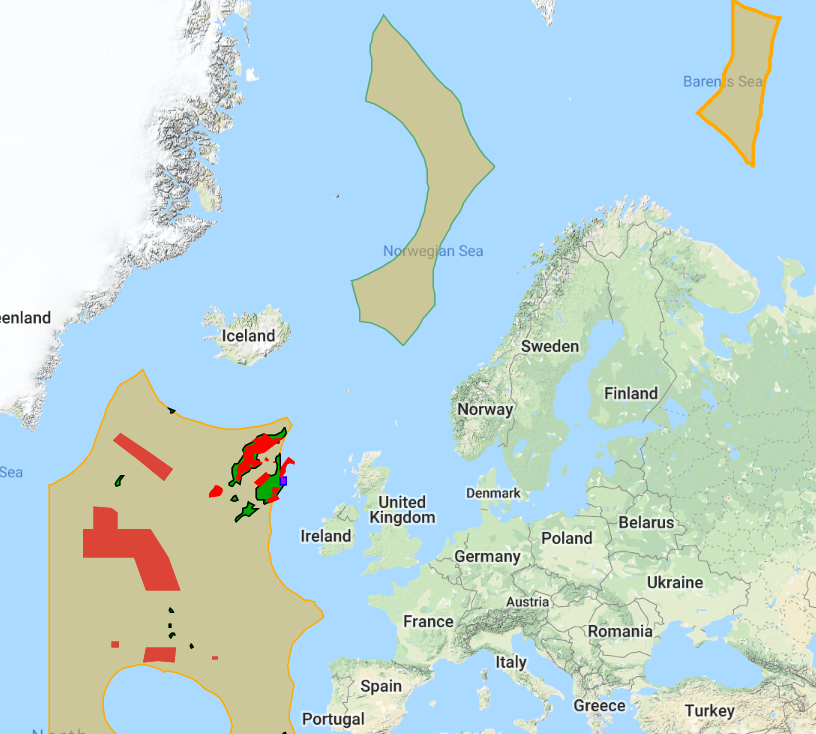 Barents Sea
Norwegian Sea
eenland
Iceland
Sweden
Finland
Norway
Sea
Denmark
United
Kingdom
Ireland
Belarus
Poland
Germany
Ukraine
Austria
France
Romania
Italy
Spain
Greece
Turkey
Portugal
North